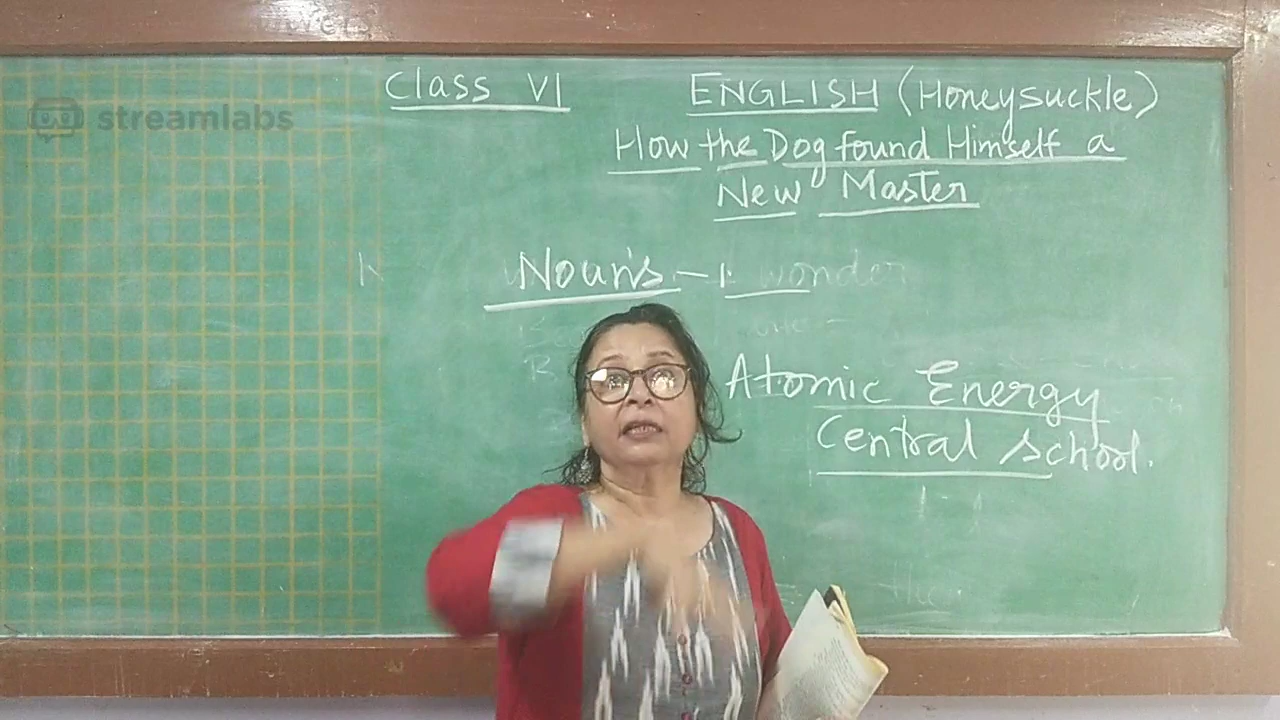 streamlabs
Class VI ENGLISH (Honeysuckle)
How the Dog found Himself a
New Master
Nouns - 1. wonder
Atomic Energy
Central School.